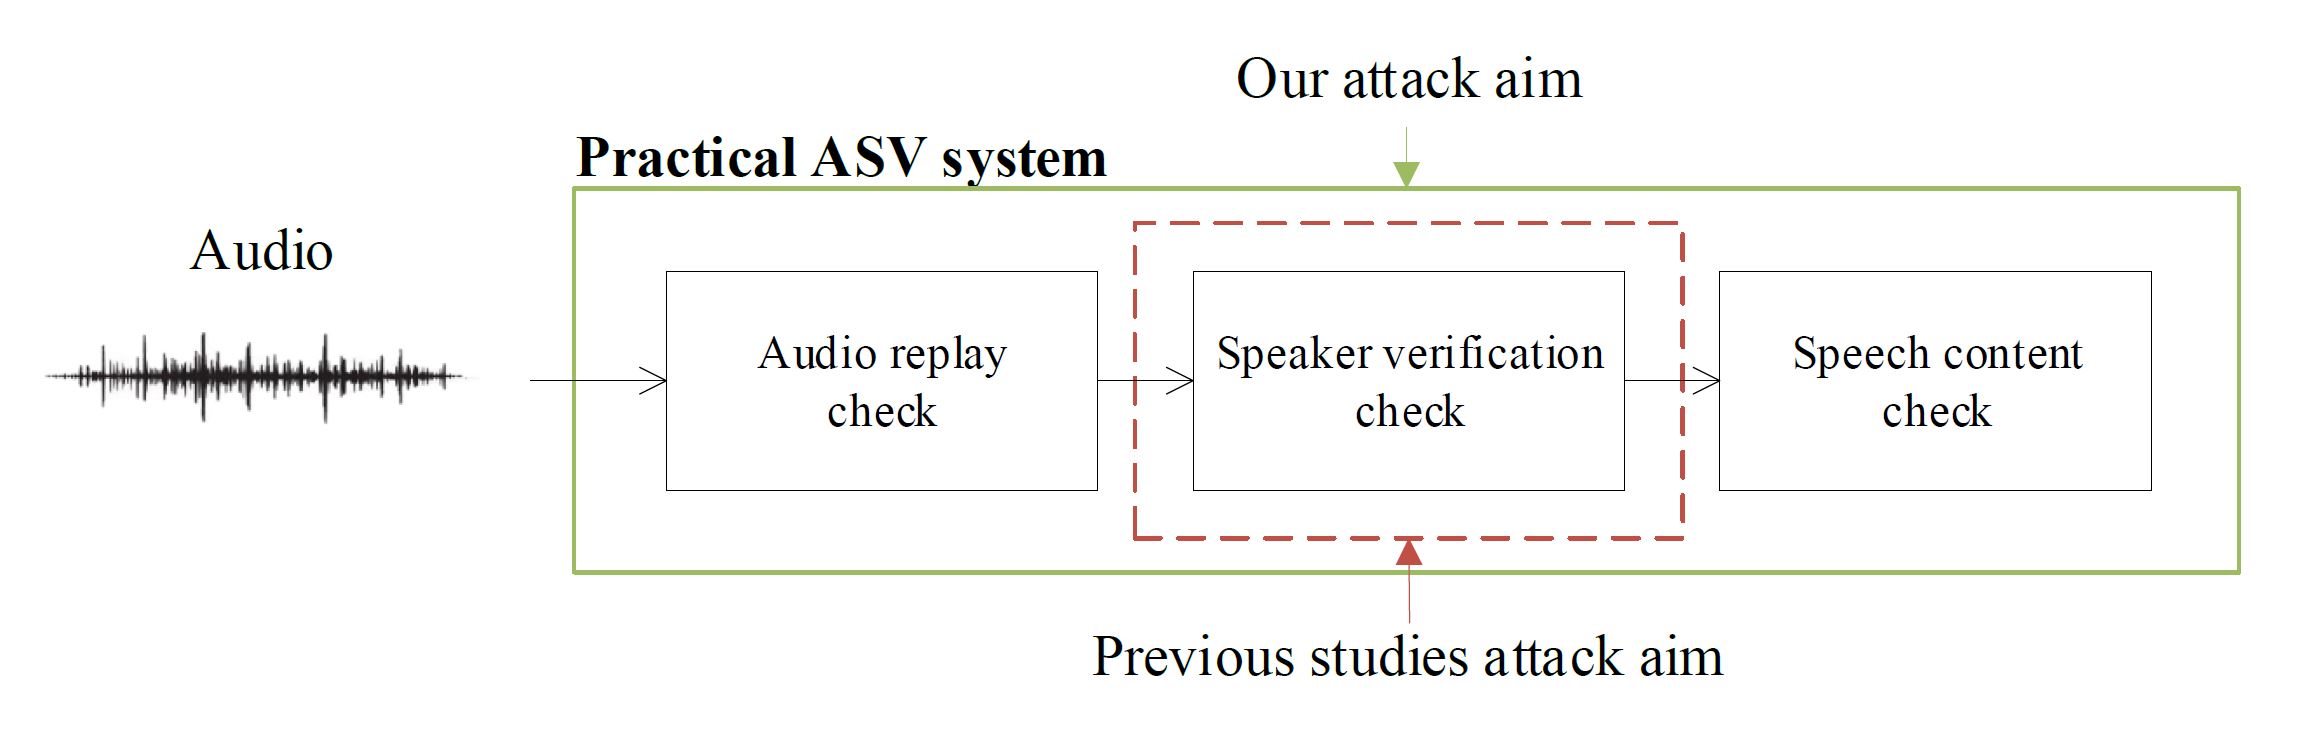 Our attack aim
Practical ASV system
Audio
Audio replay
check
Speaker verification
check
Speech content
check
Previous studies attack aim